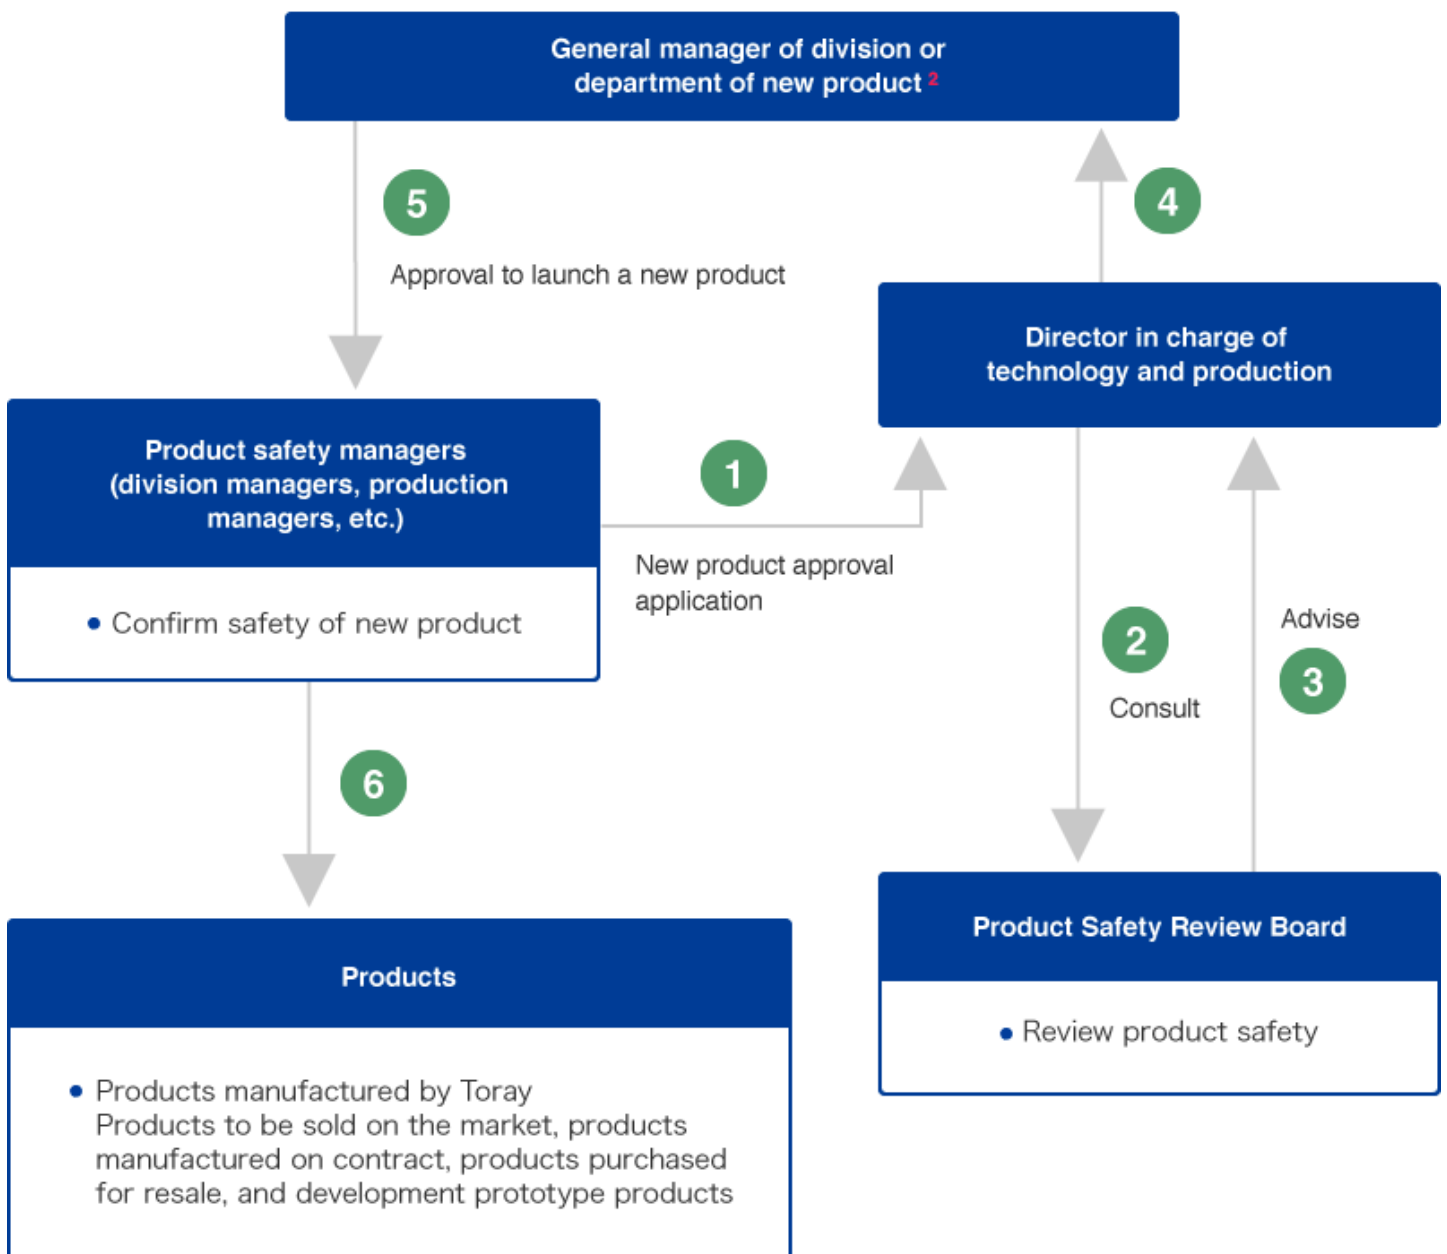 General manager of division or
department of new product 2
5
4
Approval to launch a new product
Director in charge of
technology and production
Product safety managers
(division managers, production
managers, etc.)
1
New product approval
application
• Confirm safety of new product
2
Consult
Advise
3
6
Product Safety Review Board
• Review product safety
Products
• Products manufactured by Toray
Products to be sold on the market, products
manufactured on contract, products purchased
for resale, and development prototype products